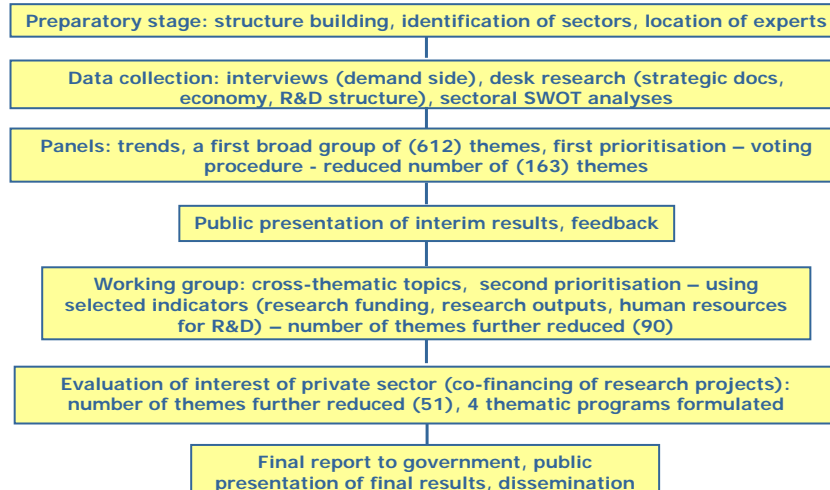 Preparatory stage: structure building, identification of sectors, location of experts
Data collection: interviews (demand side), desk research (strategic docs,
economy, R&D structure), sectoral SWOT analyses
Panels: trends, a first broad group of (612) themes, first prioritisation – voting
procedure - reduced number of (163) themes
Public presentation of interim results, feedback
Working group: cross-thematic topics, second prioritisation – using
selected indicators (research funding, research outputs, human resources
for R&D) – number of themes further reduced (90)
Evaluation of interest of private sector (co-financing of research projects):
number of themes further reduced (51), 4 thematic programs formulated
Final report to government, public
presentation of final results, dissemination